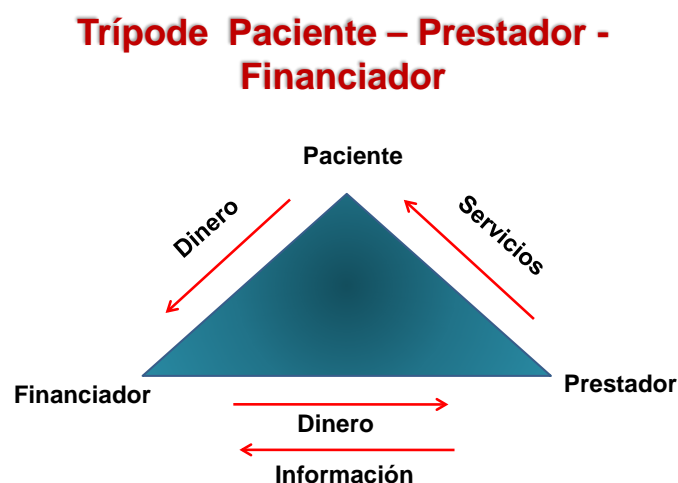 Trípode  Paciente – Prestador -
Financiador
Paciente
Dinero
Servicios
Financiador
Prestador
Dinero
Información